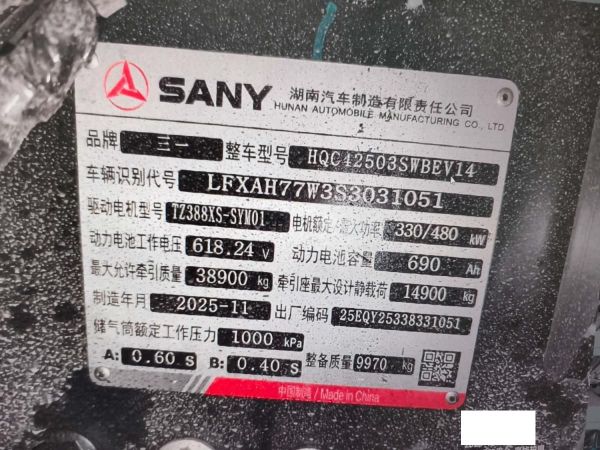 SANY 湖南汽车制造有限责任公司
HUNAN AUTOMOBILE MANUFACTURING CO., LTD.
品牌 三一 整车型号 HQC42503SWBEV14
车辆识别代号 LFXAH77W3S3031051
驱动电机型号 TZ388XS-SYM01 电机额定/最大功率 330/480 kW
动力电池工作电压 618.24 V 动力电池容量 690 Ah
最大允许牵引质量 38900 kg 牵引座最大设计静载荷 14900 kg
制造年月 2025-11 出厂编码 25EQY25338331051
储气筒额定工作压力 1000 kPa
A: 0.60 S B: 0.40 S 整备质量 9970 kg
中国制造 / Made in China